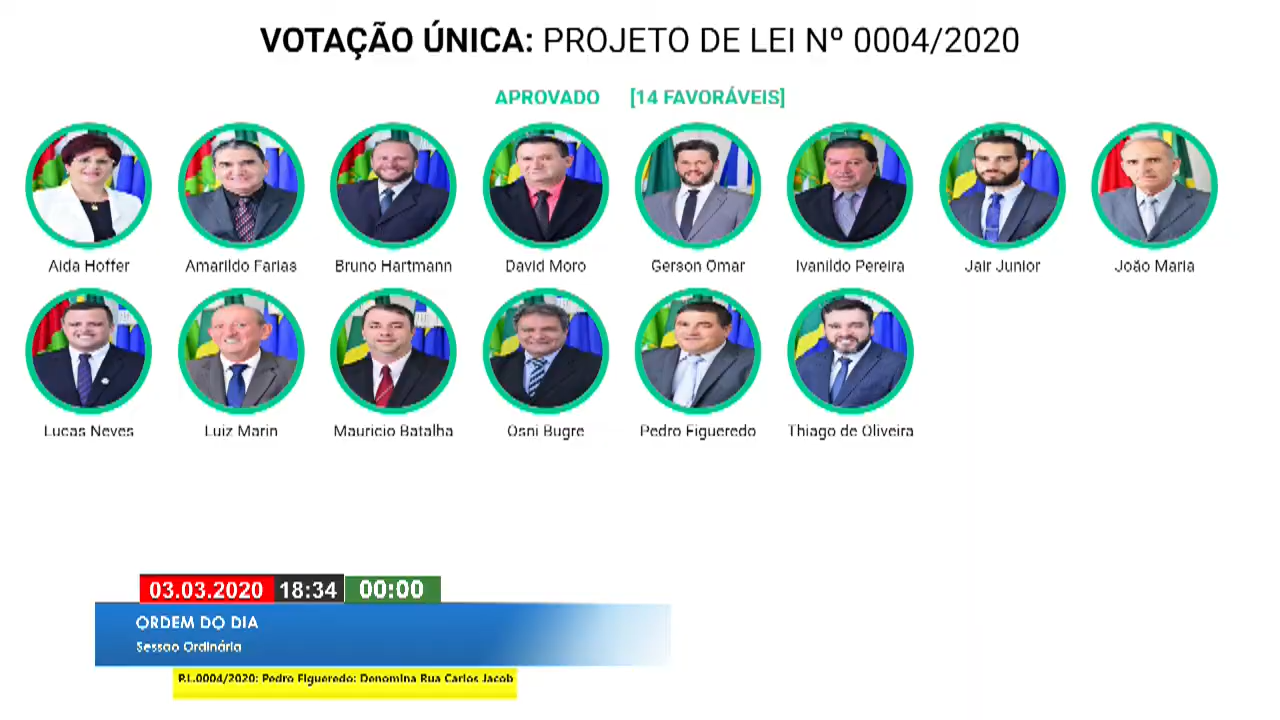 VOTAÇÃO ÚNICA: PROJETO DE LEI Nº 0004/2020
APROVADO [14 FAVORÁVEIS]
Aida Hoffer Amarildo Farias Bruno Hartmann David Moro Gerson Omar Ivanildo Pereira Jair Junior João Maria
Lucas Neves Luiz Marin Mauricio Batalha Osni Bugre Pedro Figueredo Thiago de Oliveira
03.03.2020 18:34 00:00
ORDEM DO DIA
Sessao Ordinária
P.L.0004/2020: Pedro Figueredo: Denomina Rua Carlos Jacob